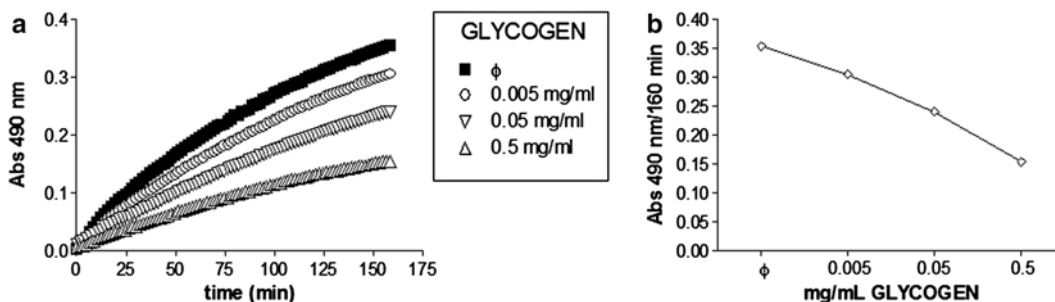 a
Abs 490 nm
0.4
0.3
0.2
0.1
0.0
0 25 50 75 100 125 150 175
time (min)
GLYCOGEN
ϕ
0.005 mg/ml
0.05 mg/ml
0.5 mg/ml
b
Abs 490 nm/160 min
0.40
0.35
0.30
0.25
0.20
0.15
0.10
0.05
0.00
ϕ 0.005 0.05 0.5
mg/mL GLYCOGEN